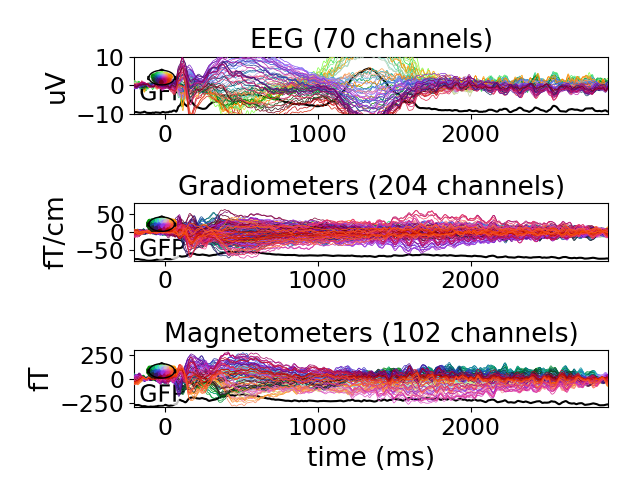 EEG (70 channels)
10
0
−10
uV
GFP
0 1000 2000
Gradiometers (204 channels)
50
0
−50
fT/cm
GFP
0 1000 2000
Magnetometers (102 channels)
250
0
−250
fT
GFP
0 1000 2000
time (ms)